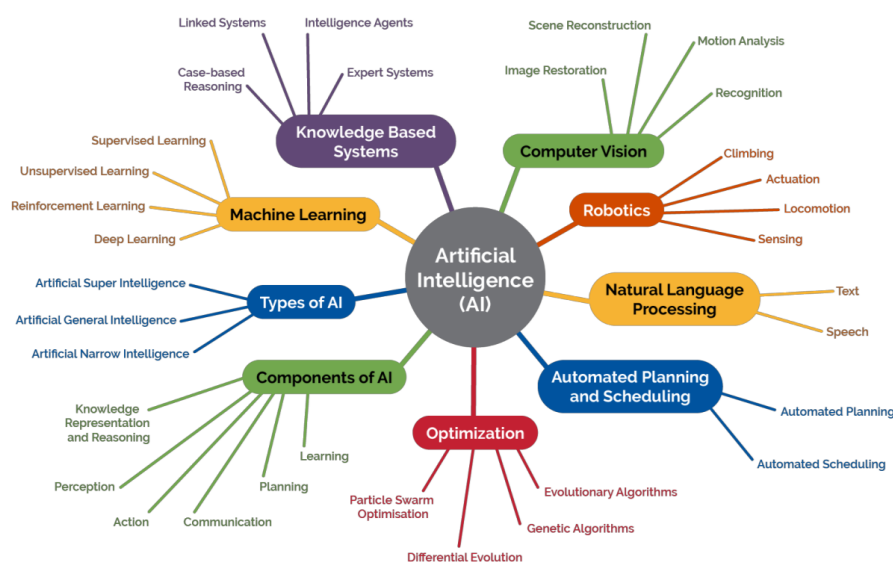 Linked Systems
Intelligence Agents
Case-based
Reasoning
Expert Systems
Knowledge Based
Systems
Scene Reconstruction
Motion Analysis
Image Restoration
Recognition
Computer Vision
Supervised Learning
Unsupervised Learning
Reinforcement Learning
Deep Learning
Machine Learning
Climbing
Actuation
Locomotion
Sensing
Robotics
Artificial
Intelligence
(AI)
Artificial Super Intelligence
Artificial General Intelligence
Artificial Narrow Intelligence
Types of AI
Natural Language
Processing
Text
Speech
Components of AI
Knowledge
Representation
and Reasoning
Perception
Action
Communication
Planning
Learning
Optimization
Particle Swarm
Optimisation
Differential Evolution
Genetic Algorithms
Evolutionary Algorithms
Automated Planning
and Scheduling
Automated Planning
Automated Scheduling